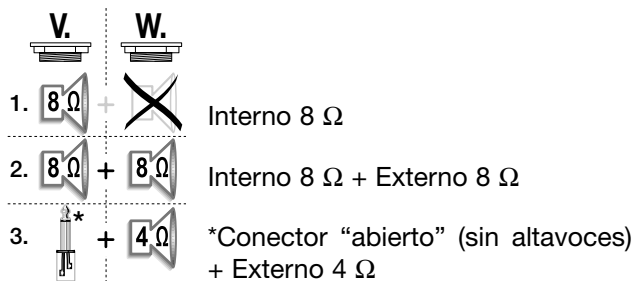 V. W.
1. 8 Ω + Interno 8 Ω
2. 8 Ω + 8 Ω Interno 8 Ω + Externo 8 Ω
3. * + 4 Ω *Conector “abierto” (sin altavoces)
+ Externo 4 Ω